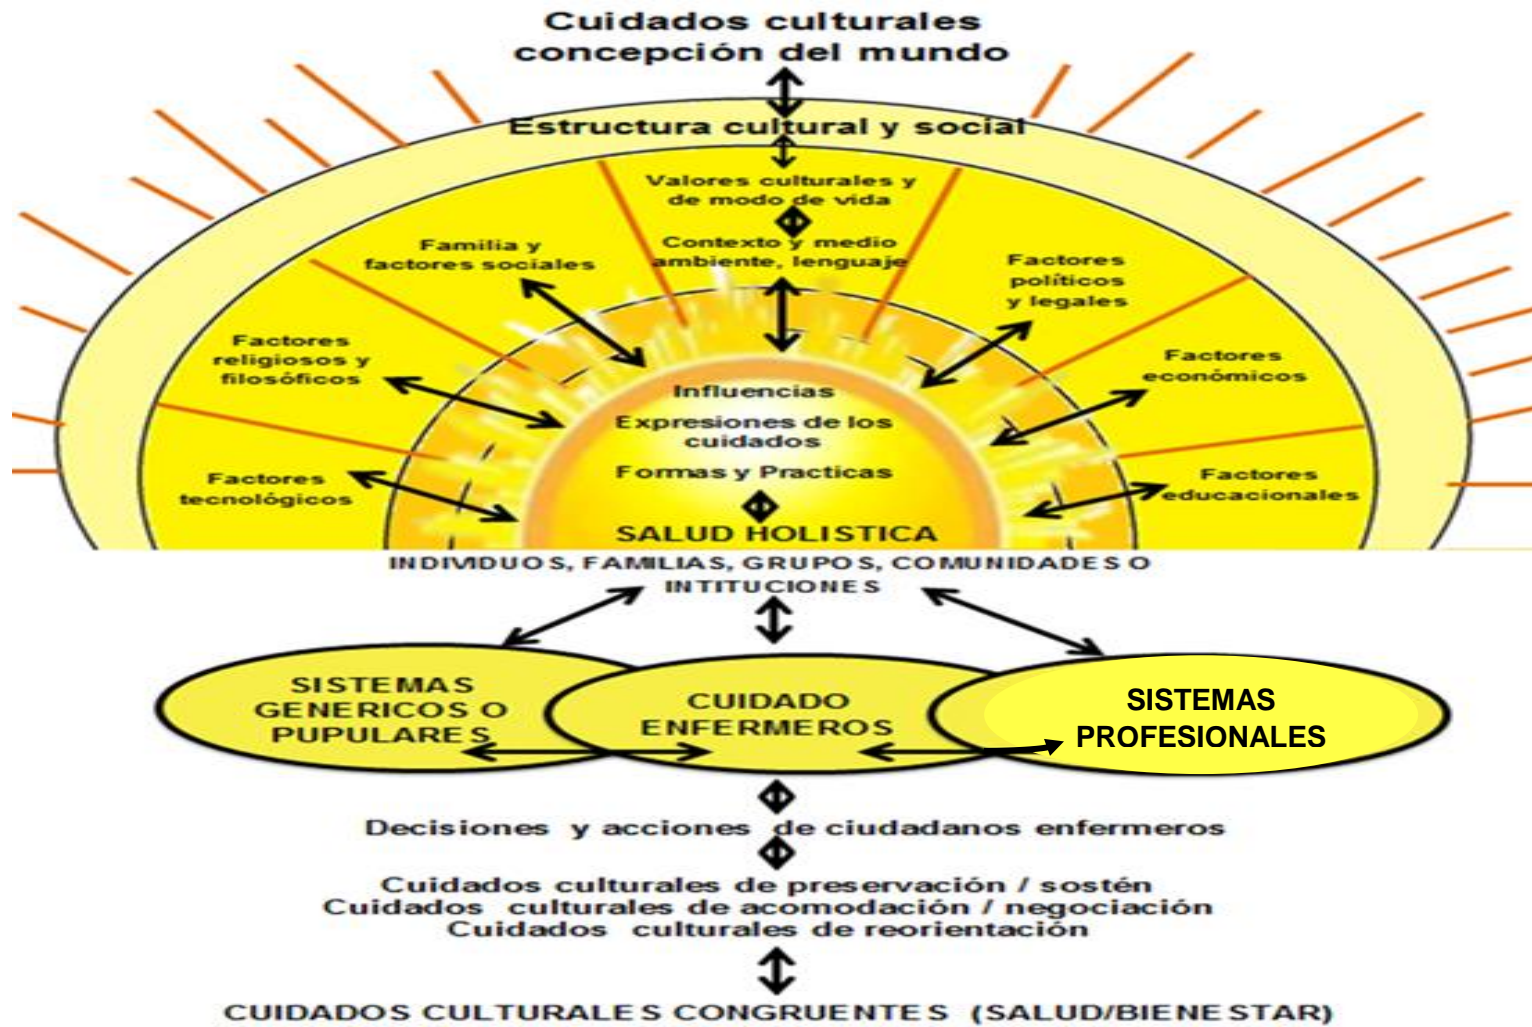 Cuidados culturales
concepción del mundo
Estructura cultural y social
Valores culturales y
de modo de vida
Contexto y medio
ambiente, lenguaje
Familia y
factores sociales
Factores
políticos
y legales
Factores
religiosos y
filosóficos
Factores
económicos
Factores
tecnológicos
Factores
educacionales
Influencias
Expresiones de los
cuidados
Formas y Practicas
SALUD HOLISTICA
INDIVIDUOS, FAMILIAS, GRUPOS, COMUNIDADES O
INTITUCIONES
SISTEMAS
GENERICOS O
PUPULARES
CUIDADO
ENFERMEROS
SISTEMAS
PROFESIONALES
Decisiones y acciones de ciudadanos enfermeros
Cuidados culturales de preservación / sostén
Cuidados culturales de acomodación / negociación
Cuidados culturales de reorientación
CUIDADOS CULTURALES CONGRUENTES (SALUD/BIENESTAR)